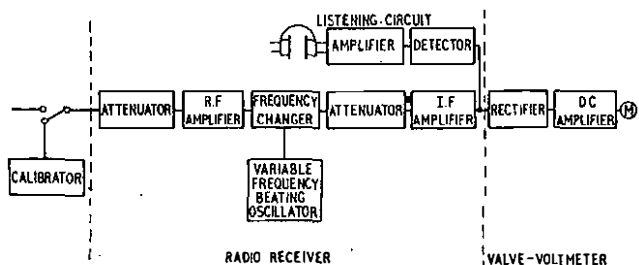 LISTENING-CIRCUIT
AMPLIFIER
DETECTOR
ATTENUATOR
R.F
AMPLIFIER
FREQUENCY
CHANGER
ATTENUATOR
I.F
AMPLIFIER
RECTIFIER
DC
AMPLIFIER
M
CALIBRATOR
VARIABLE
FREQUENCY
BEATING
OSCILLATOR
RADIO RECEIVER
VALVE-VOLTMETER